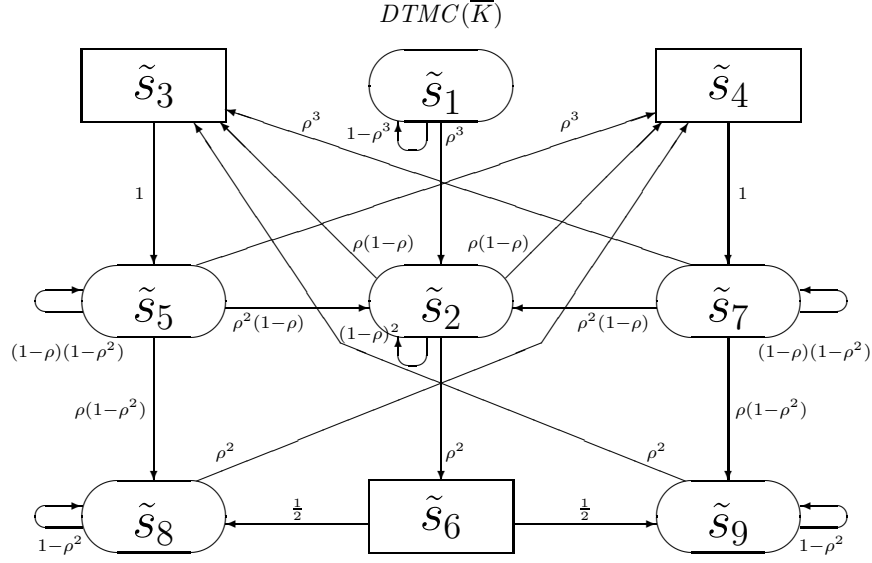 DTMC(K̅)
s̃₃
s̃₁
s̃₄
1−ρ³
ρ³
ρ³
ρ³
1
1
ρ(1−ρ)
ρ(1−ρ)
s̃₅
s̃₂
s̃₇
ρ²(1−ρ)
(1−ρ)²
ρ²(1−ρ)
(1−ρ)(1−ρ²)
(1−ρ)(1−ρ²)
ρ(1−ρ²)
ρ(1−ρ²)
ρ²
ρ²
ρ²
s̃₈
½
s̃₆
½
s̃₉
1−ρ²
1−ρ²